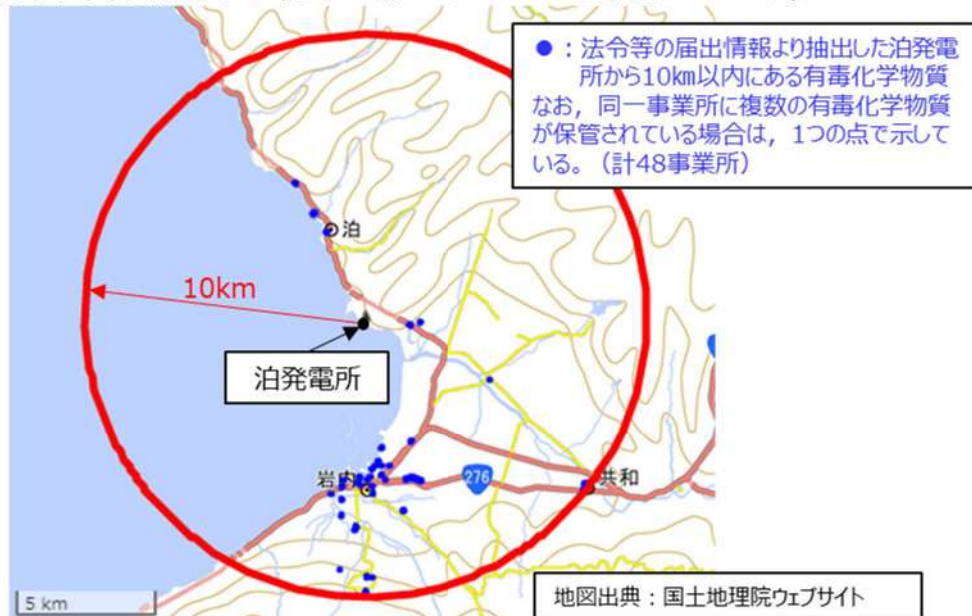 ●：法令等の届出情報より抽出した泊発電
所から10km以内にある有毒化学物質
なお，同一事業所に複数の有毒化学物質
が保管されている場合は，1つの点で示して
いる。（計48事業所）
泊
10km
泊発電所
岩内
276
共和
5 km
地図出典：国土地理院ウェブサイト